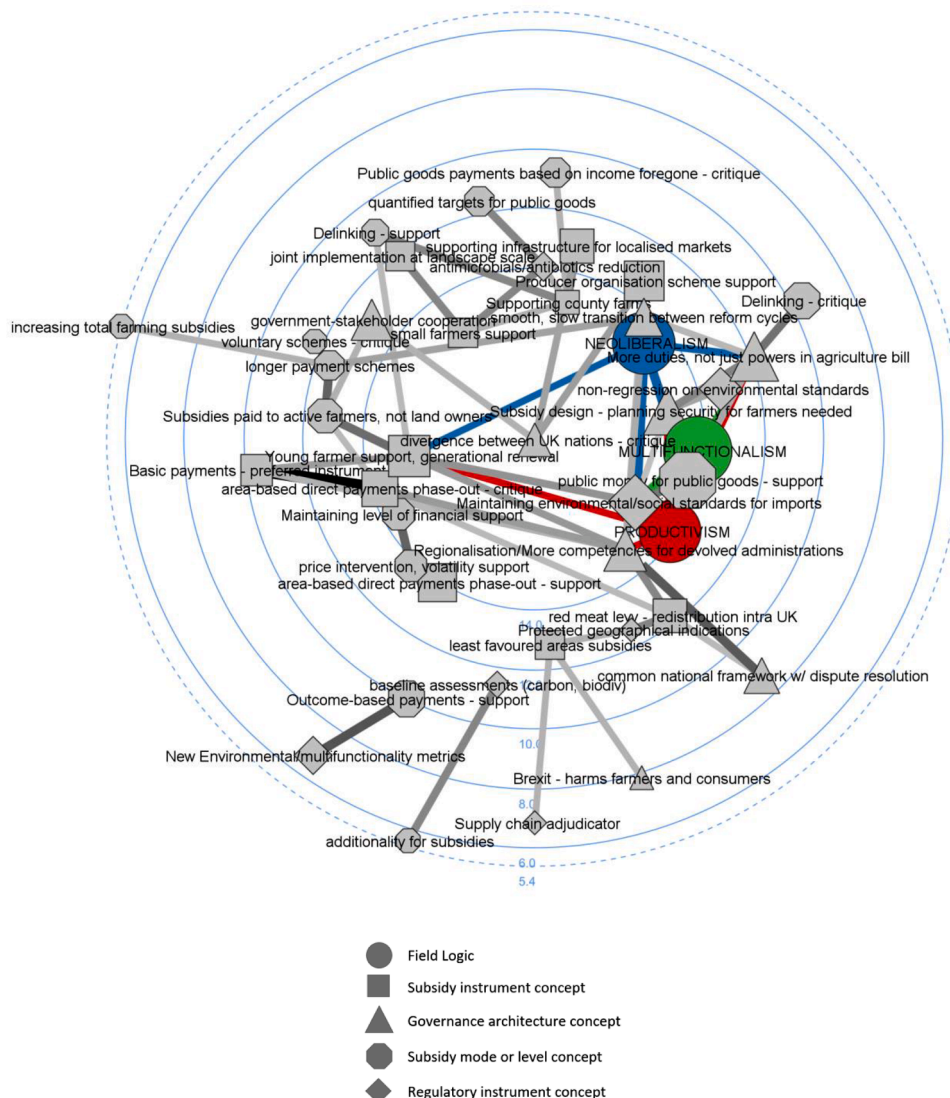 Public goods payments based on income foregone - critique
quantified targets for public goods
Delinking - support
supporting infrastructure for localised markets
joint implementation at landscape scale
antimicrobials/antibiotics reduction
Producer organisation scheme support
Delinking - critique
Supporting county farms
smooth, slow transition between reform cycles
government-stakeholder cooperation
increasing total farming subsidies
small farmers support
voluntary schemes - critique
NEOLIBERALISM
More duties, not just powers in agriculture bill
longer payment schemes
non-regression on environmental standards
Subsidies paid to active farmers, not land owners
Subsidy design - planning security for farmers needed
divergence between UK nations - critique
MULTIFUNCTIONALISM
Young farmer support, generational renewal
Basic payments - preferred instrument
public money for public goods - support
area-based direct payments phase-out - critique
Maintaining environmental/social standards for imports
Maintaining level of financial support
PRODUCTIVISM
Regionalisation/More competencies for devolved administrations
price intervention, volatility support
area-based direct payments phase-out - support
14.0
red meat levy - redistribution intra UK
Protected geographical indications
least favoured areas subsidies
common national framework w/ dispute resolution
12.0
baseline assessments (carbon, biodiv)
Outcome-based payments - support
10.0
New Environmental/multifunctionality metrics
Brexit - harms farmers and consumers
8.0
Supply chain adjudicator
additionality for subsidies
6.0
5.4
Field Logic
Subsidy instrument concept
Governance architecture concept
Subsidy mode or level concept
Regulatory instrument concept